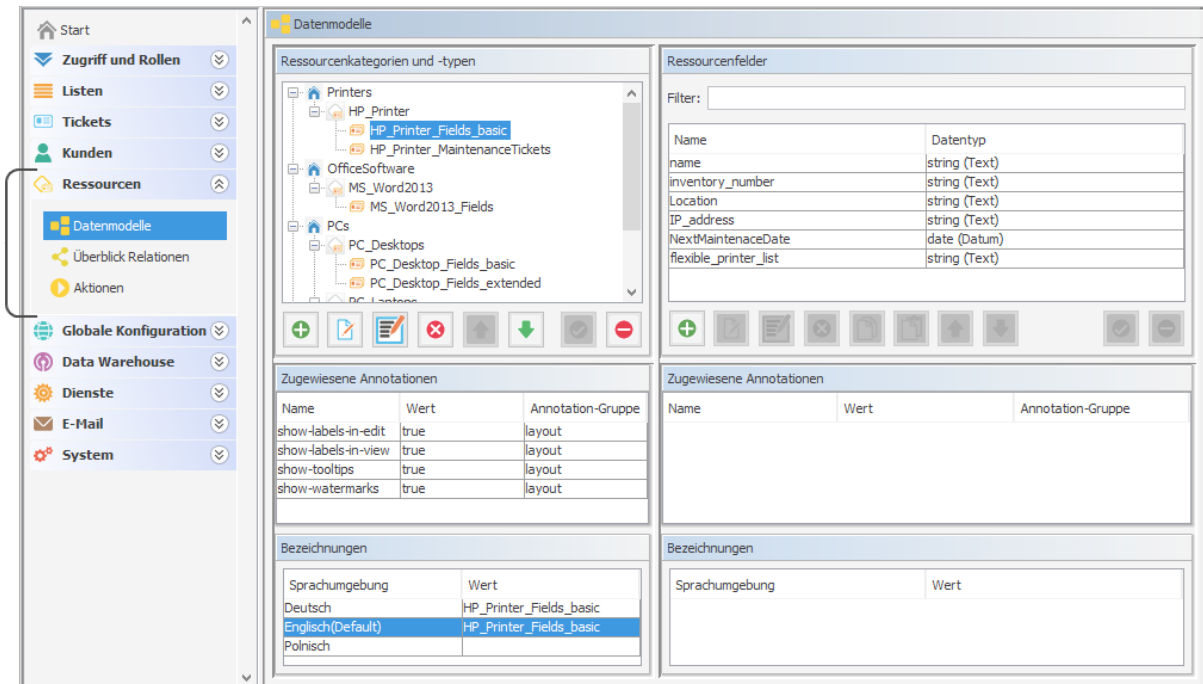 Start
Zugriff und Rollen
Listen
Tickets
Kunden
Ressourcen
Datenmodelle
Überblick Relationen
Aktionen
Globale Konfiguration
Data Warehouse
Dienste
E-Mail
System
Datenmodelle
Ressourcenkategorien und -typen
Printers
HP_Printer
HP_Printer_Fields_basic
HP_Printer_MaintenanceTickets
OfficeSoftware
MS_Word2013
MS_Word2013_Fields
PCs
PC_Desktops
PC_Desktop_Fields_basic
PC_Desktop_Fields_extended
PC_Laptops
Zugewiesene Annotationen
Name Wert Annotation-Gruppe
show-labels-in-edit true layout
show-labels-in-view true layout
show-tooltips true layout
show-watermarks true layout
Bezeichnungen
Sprachumgebung Wert
Deutsch HP_Printer_Fields_basic
Englisch(Default) HP_Printer_Fields_basic
Polnisch
Ressourcenfelder
Filter:
Name Datentyp
name string (Text)
inventory_number string (Text)
Location string (Text)
IP_address string (Text)
NextMaintenaceDate date (Datum)
flexible_printer_list string (Text)
Zugewiesene Annotationen
Name Wert Annotation-Gruppe
Bezeichnungen
Sprachumgebung Wert